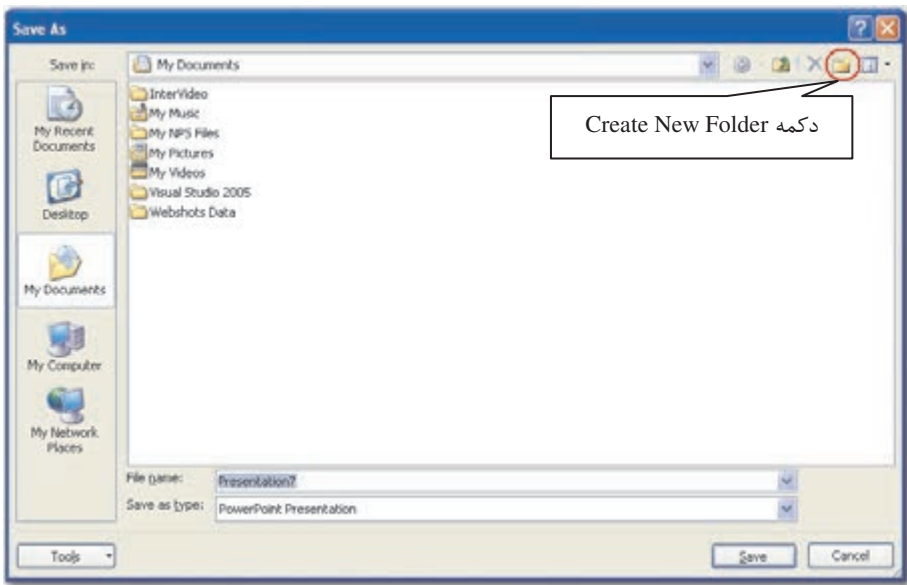 Save As
Save in:
My Documents
My Recent
Documents
Desktop
My Documents
My Computer
My Network
Places
InterVideo
My Music
My NPS Files
My Pictures
My Videos
Visual Studio 2005
Webshots Data
دکمه Create New Folder
File name:
Presentation7
Save as type:
PowerPoint Presentation
Tools
Save
Cancel